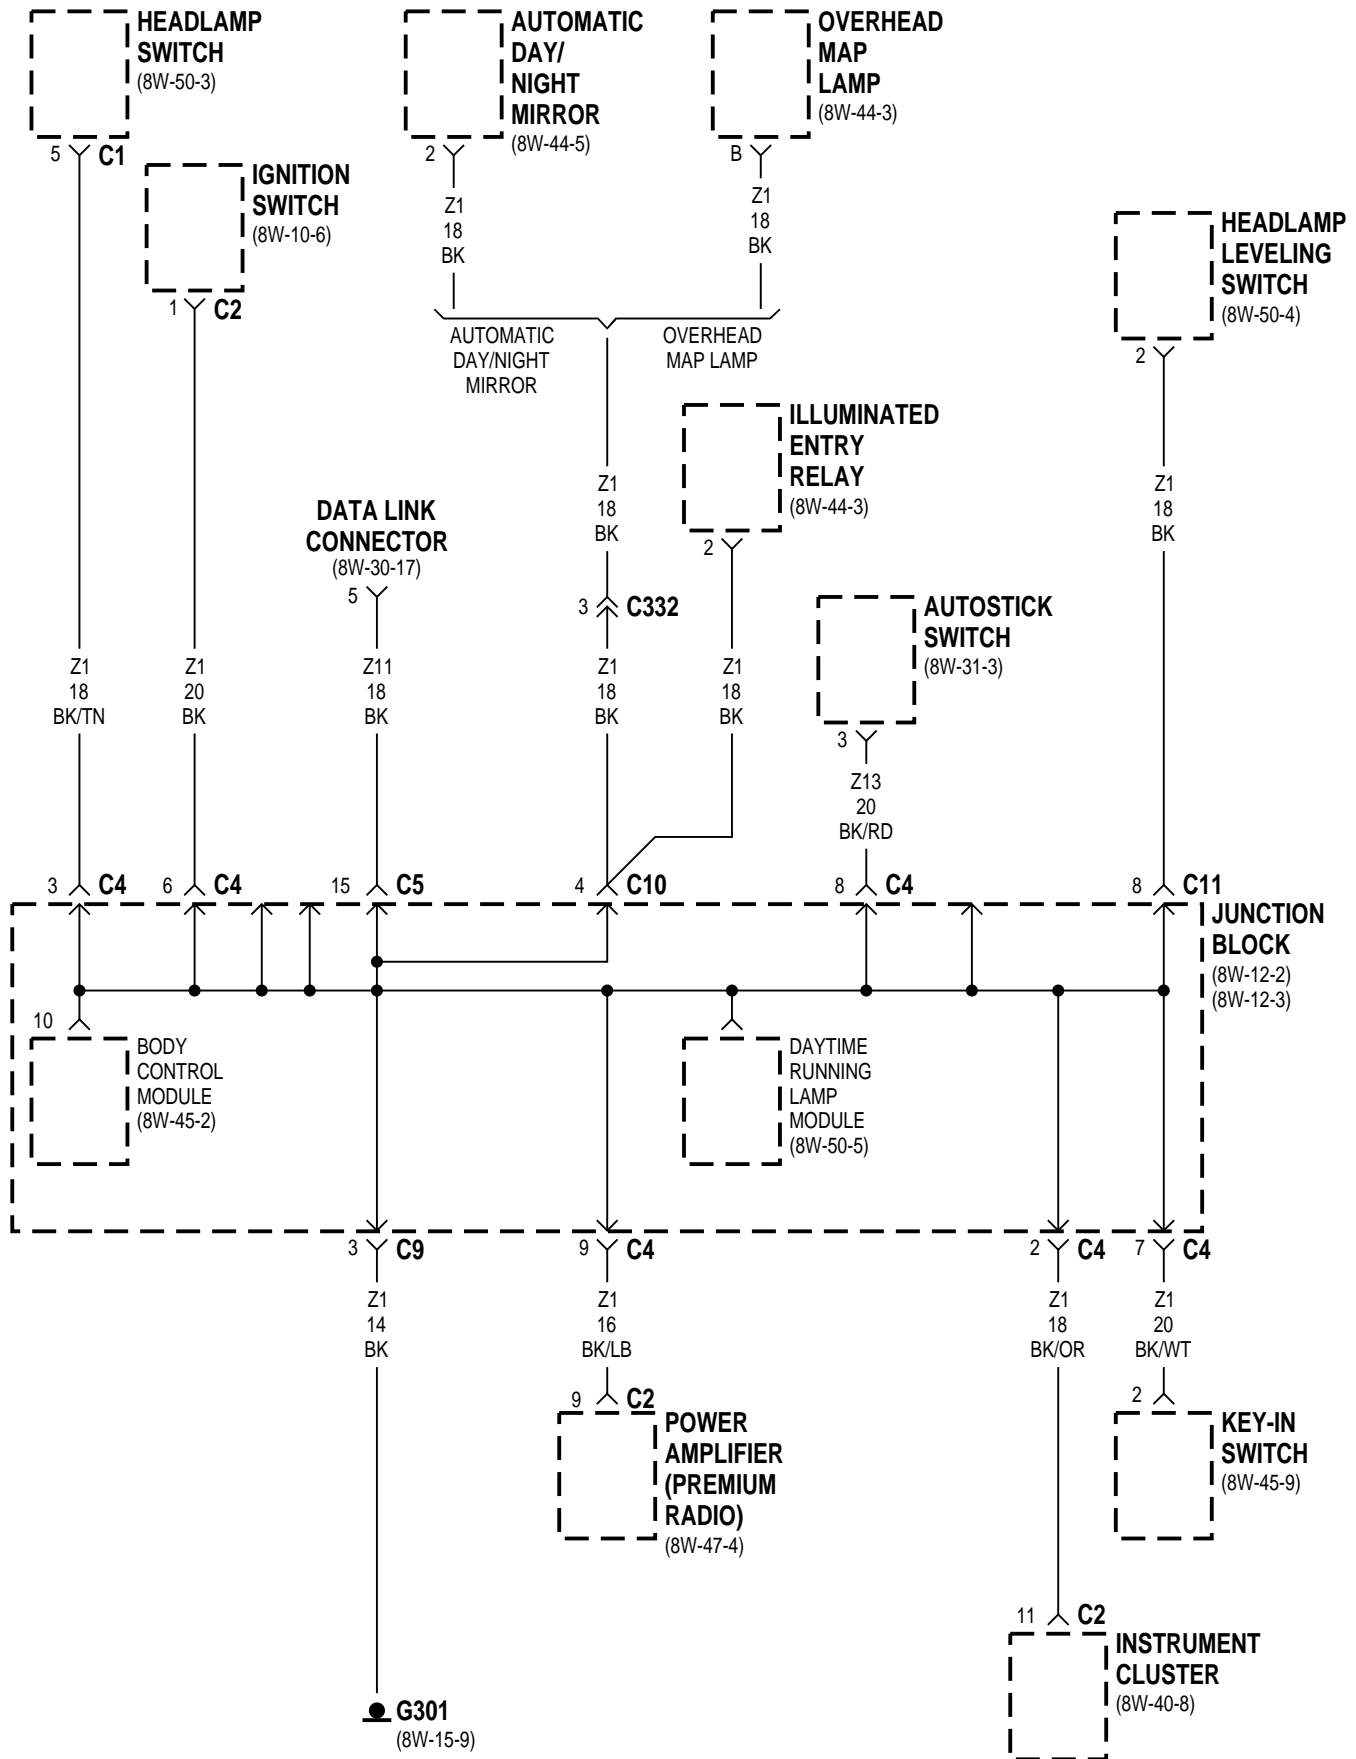 HEADLAMP
SWITCH
(8W-50-3)
5
C1
AUTOMATIC
DAY/
NIGHT
MIRROR
(8W-44-5)
2
OVERHEAD
MAP
LAMP
(8W-44-3)
B
IGNITION
SWITCH
(8W-10-6)
1
C2
Z1
18
BK
Z1
18
BK
HEADLAMP
LEVELING
SWITCH
(8W-50-4)
2
AUTOMATIC
DAY/NIGHT
MIRROR
OVERHEAD
MAP LAMP
ILLUMINATED
ENTRY
RELAY
(8W-44-3)
2
Z1
18
BK
Z1
18
BK
DATA LINK
CONNECTOR
(8W-30-17)
5
3
C332
AUTOSTICK
SWITCH
(8W-31-3)
3
Z1
18
BK/TN
Z1
20
BK
Z11
18
BK
Z1
18
BK
Z1
18
BK
Z13
20
BK/RD
3
C4
6
C4
15
C5
4
C10
8
C4
8
C11
JUNCTION
BLOCK
(8W-12-2)
(8W-12-3)
10
BODY
CONTROL
MODULE
(8W-45-2)
DAYTIME
RUNNING
LAMP
MODULE
(8W-50-5)
3
C9
9
C4
2
C4
7
C4
Z1
14
BK
Z1
16
BK/LB
Z1
18
BK/OR
Z1
20
BK/WT
9
C2
POWER
AMPLIFIER
(PREMIUM
RADIO)
(8W-47-4)
2
KEY-IN
SWITCH
(8W-45-9)
11
C2
INSTRUMENT
CLUSTER
(8W-40-8)
G301
(8W-15-9)